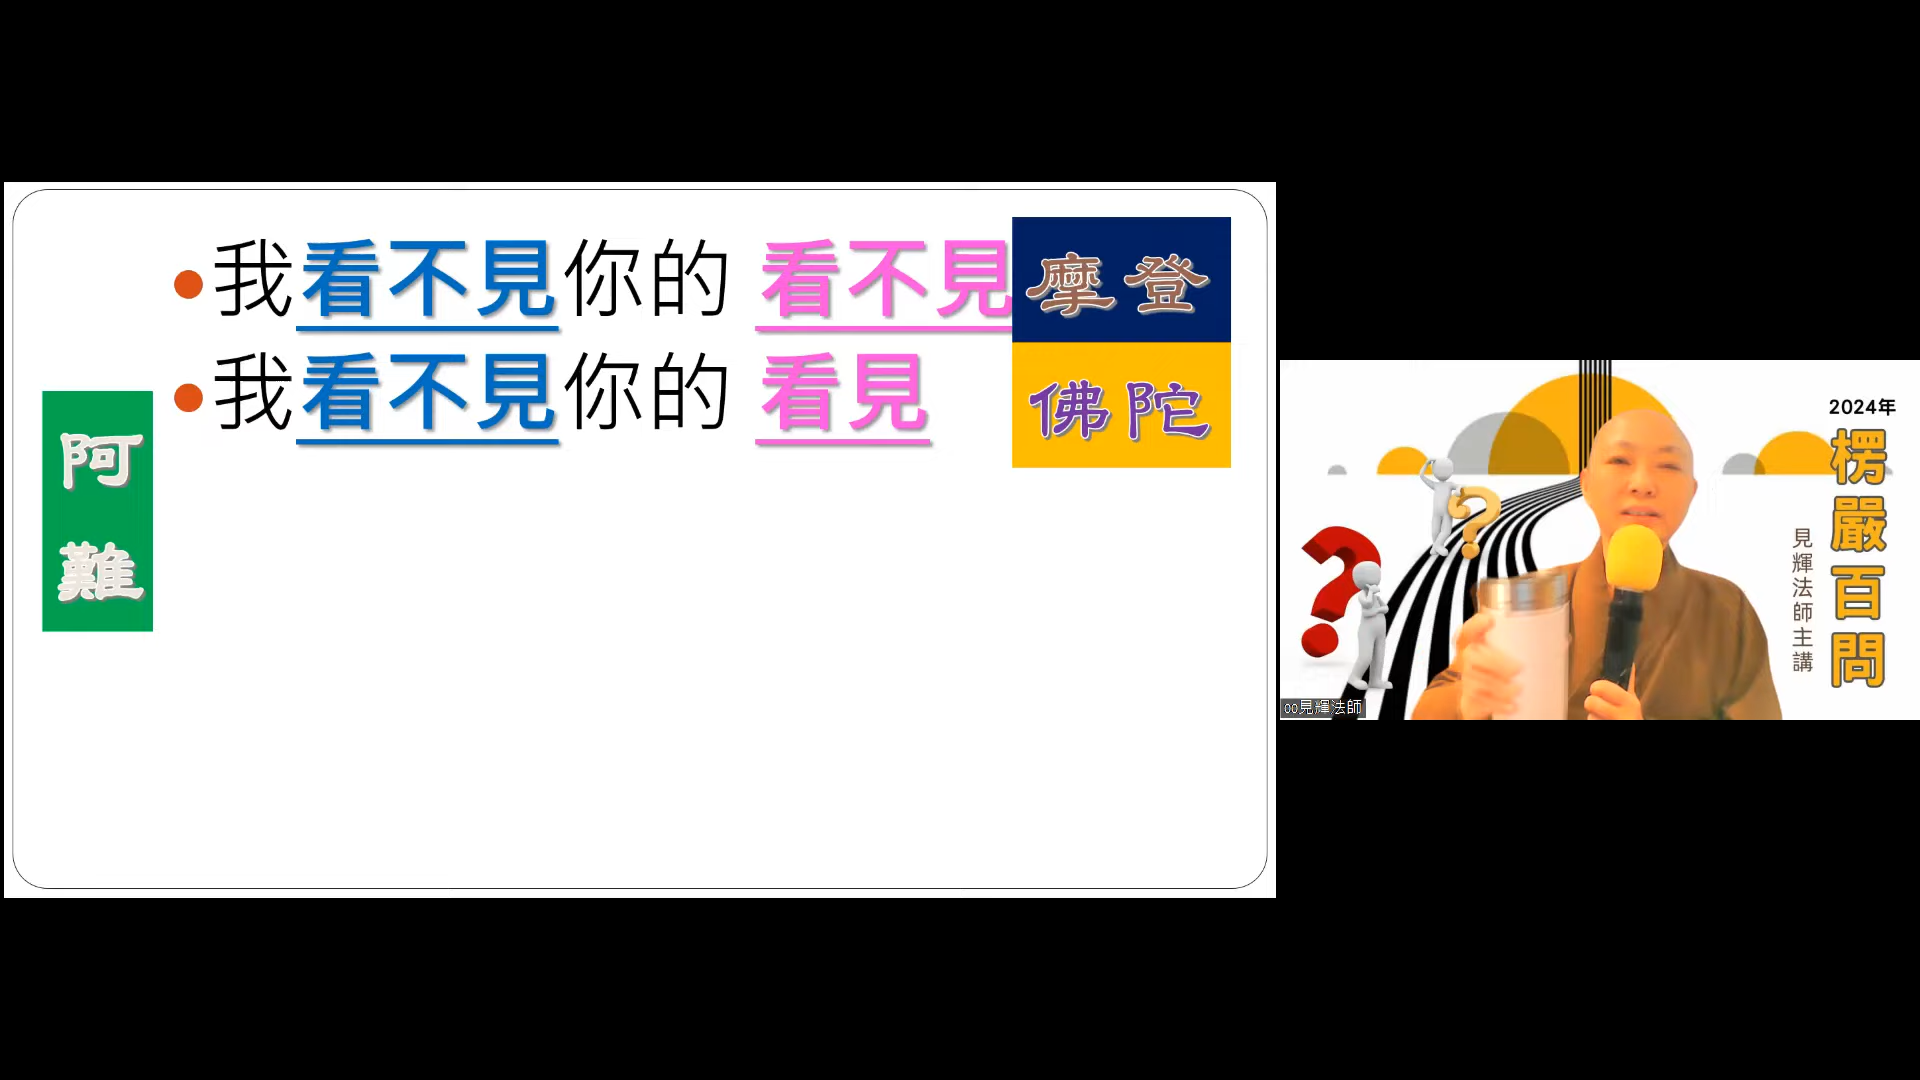 我看不見你的 看不見
我看不見你的 看見
摩登
佛陀
阿難
2024年
楞嚴百問
見輝法師主講
oo見輝法師